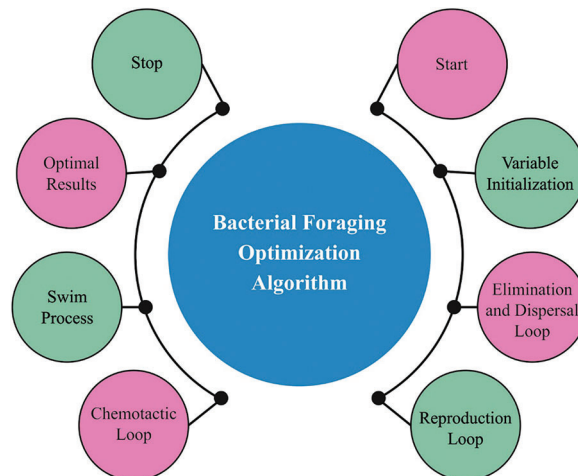 Stop
Start
Optimal
Results
Variable
Initialization
Bacterial Foraging
Optimization
Algorithm
Swim
Process
Elimination
and Dispersal
Loop
Chemotactic
Loop
Reproduction
Loop